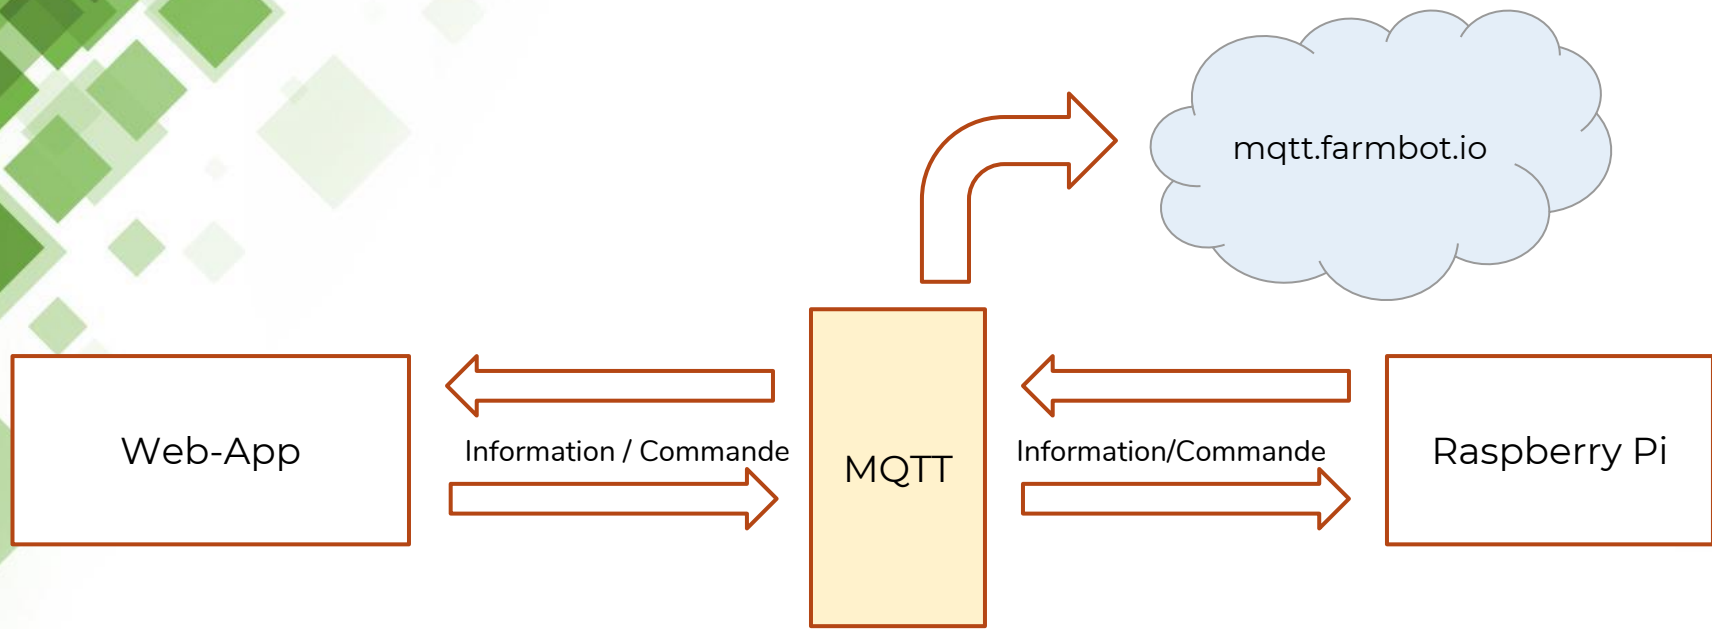 mqtt.farmbot.io
Web-App
Information / Commande
MQTT
Information/Commande
Raspberry Pi